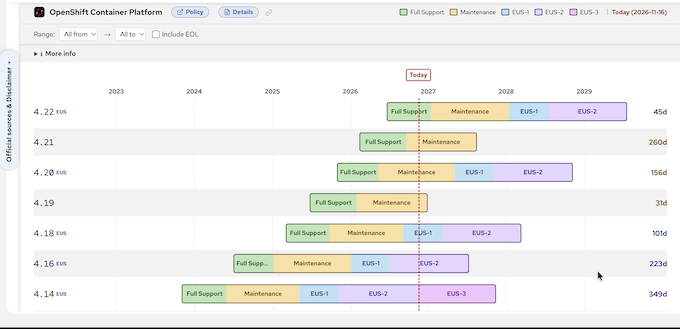 OpenShift Container Platform Policy Details Full Support Maintenance EUS-1 EUS-2 EUS-3 Today (2026-11-16)
Range: All from → All to Include EOL
▸ i More info
Official sources & Disclaimer
Today
2023 2024 2025 2026 2027 2028 2029
4.22 EUS Full Support Maintenance EUS-1 EUS-2 45d
4.21 Full Support Maintenance 260d
4.20 EUS Full Support Maintenance EUS-1 EUS-2 156d
4.19 Full Support Maintenance 31d
4.18 EUS Full Support Maintenance EUS-1 EUS-2 101d
4.16 EUS Full Supp... Maintenance EUS-1 EUS-2 223d
4.14 EUS Full Support Maintenance EUS-1 EUS-2 EUS-3 349d